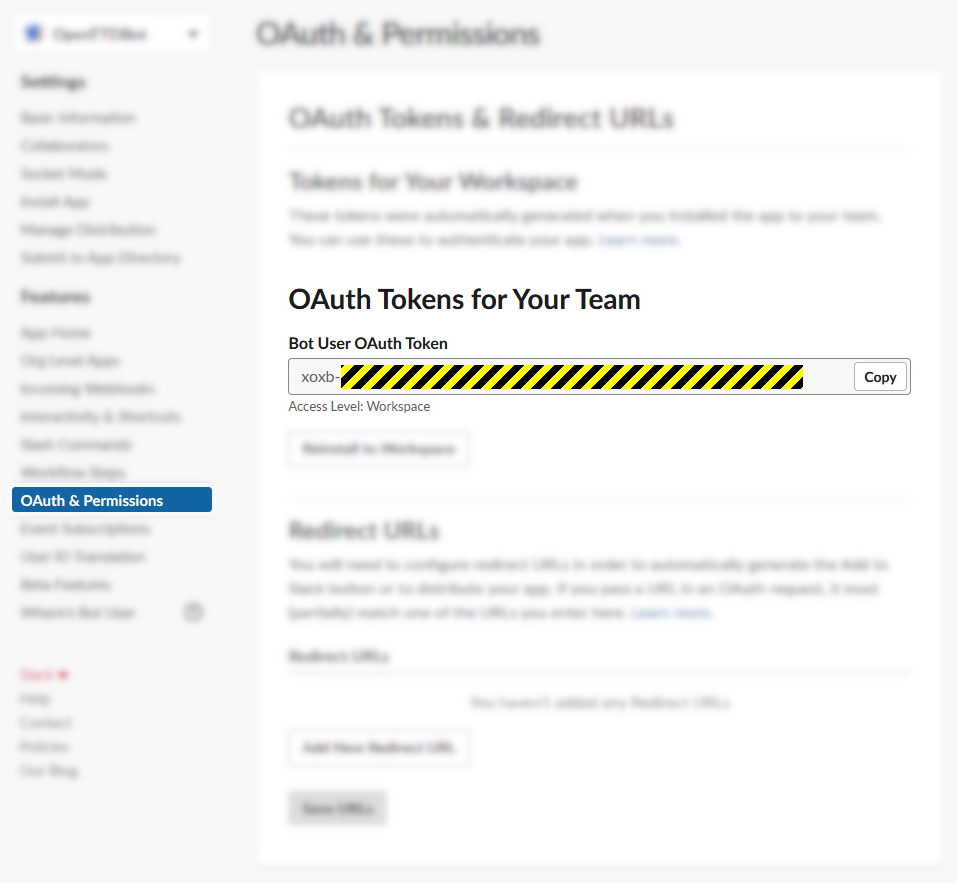 OAuth & Permissions
Settings
Basic Information
Collaborators
Socket Mode
Install App
Manage Distribution
Submit to App Directory
Features
App Home
Org Level Apps
Incoming Webhooks
Interactivity & Shortcuts
Slash Commands
Workflow Steps
OAuth & Permissions
Event Subscriptions
User ID Translation
Beta Features
Where's Bot User
Slack ♥
Help
Contact
Policies
Our Blog
OAuth Tokens & Redirect URLs
Tokens for Your Workspace
These tokens were automatically generated when you installed the app to your team.
You can use these to authenticate your app. Learn more.
OAuth Tokens for Your Team
Bot User OAuth Token
xoxb-
Copy
Access Level: Workspace
Reinstall to Workspace
Redirect URLs
You will need to configure redirect URLs in order to automatically generate the Add to
Slack button or to distribute your app. If you pass a URL in an OAuth request, it must
(partially) match one of the URLs you enter here. Learn more.
Redirect URLs
You haven't added any Redirect URLs
Add New Redirect URL
Save URLs